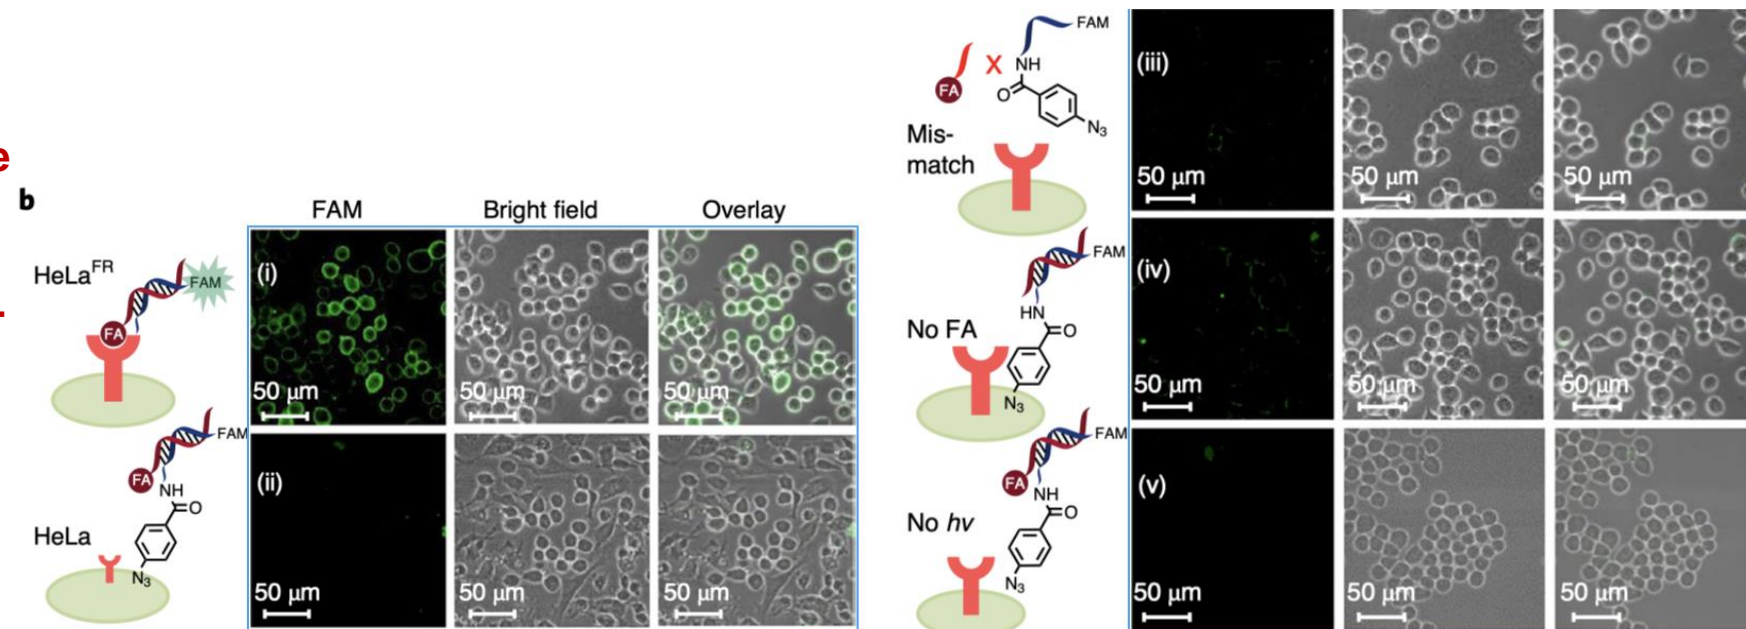 e
b
FAM
Bright field
Overlay
HeLaFR
FAM
FA
(i)
50 μm
50 μm
50 μm
FAM
FA
NH
O
HeLa
N3
(ii)
50 μm
50 μm
50 μm
FAM
FA
X
NH
O
N3
Mis-
match
(iii)
50 μm
50 μm
50 μm
FAM
HN
O
No FA
N3
(iv)
50 μm
50 μm
50 μm
FAM
FA
NH
O
No hv
N3
(v)
50 μm
50 μm
50 μm